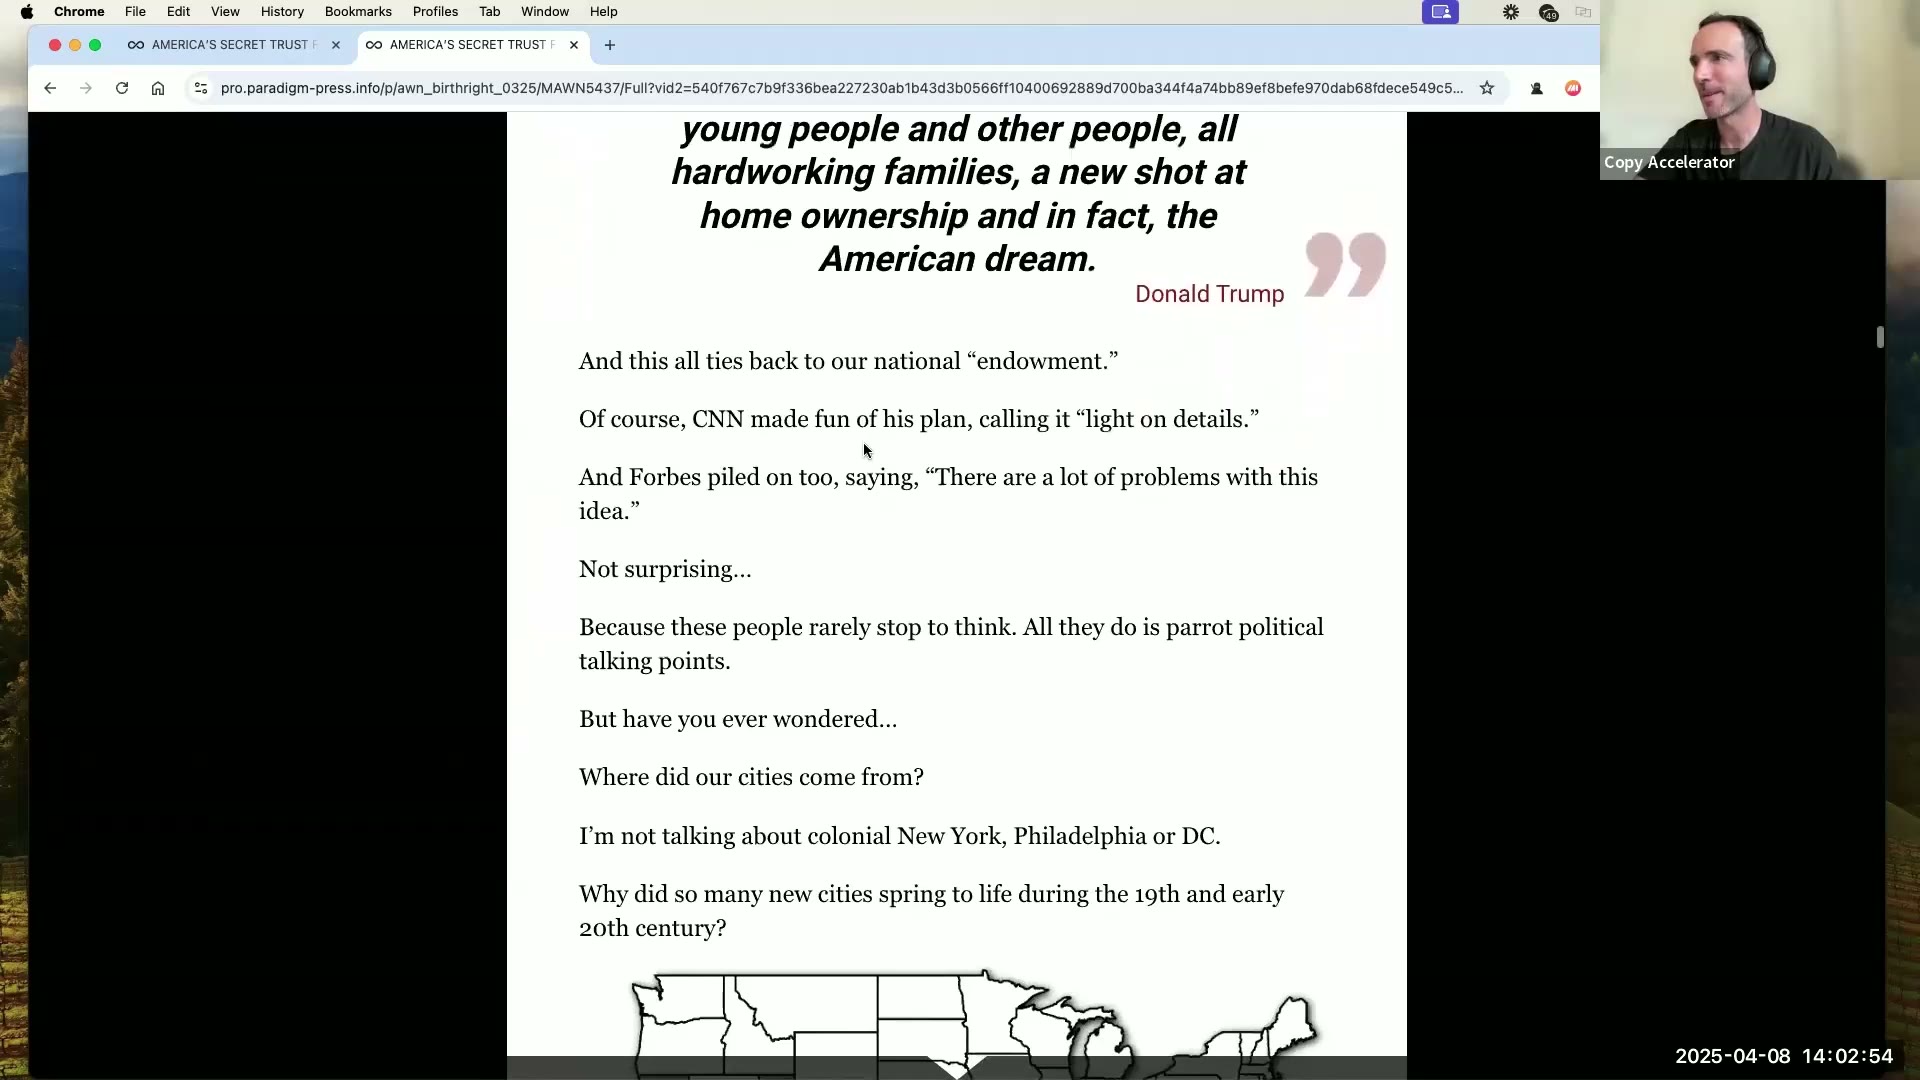 Chrome File Edit View History Bookmarks Profiles Tab Window Help
49
AMERICA'S SECRET TRUST F
AMERICA'S SECRET TRUST F
pro.paradigm-press.info/p/awn_birthright_0325/MAWN5437/Full?vid2=540f767c7b9f336bea227230ab1b43d3b0566ff10400692889d700ba344f4a74bb89ef8befe970dab68fdece549c5...
Copy Accelerator
young people and other people, all
hardworking families, a new shot at
home ownership and in fact, the
American dream.
”
Donald Trump
And this all ties back to our national “endowment.”
Of course, CNN made fun of his plan, calling it “light on details.”
And Forbes piled on too, saying, “There are a lot of problems with this
idea.”
Not surprising...
Because these people rarely stop to think. All they do is parrot political
talking points.
But have you ever wondered...
Where did our cities come from?
I’m not talking about colonial New York, Philadelphia or DC.
Why did so many new cities spring to life during the 19th and early
20th century?
2025-04-08 14:02:54